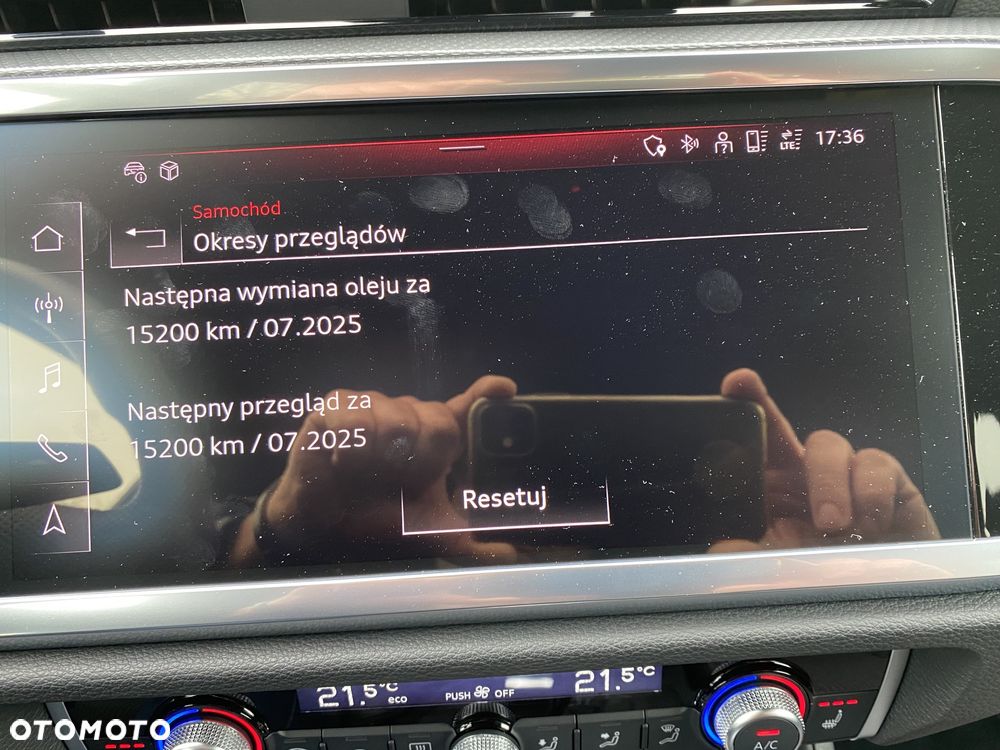 LTE
17:36
Samochód
Okresy przeglądów
Następna wymiana oleju za
15200 km / 07.2025
Następny przegląd za
15200 km / 07.2025
Resetuj
21.5°C
eco
PUSH OFF
21.5°C
A/C
OTOMOTO